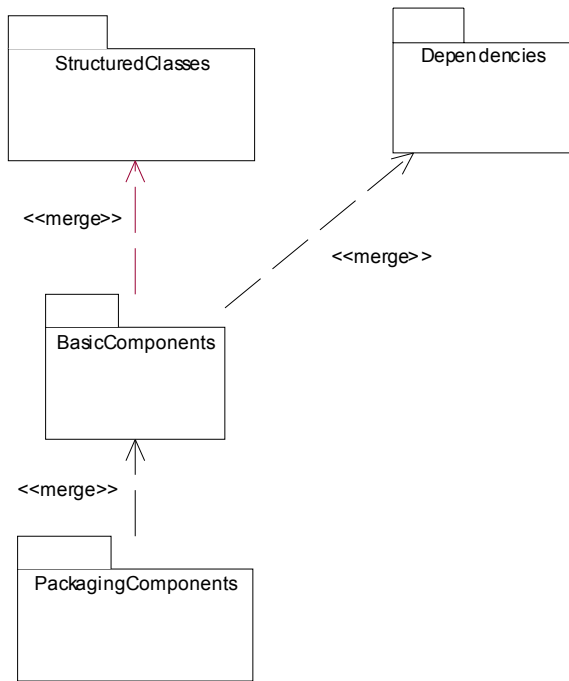 StructuredClasses
Dependencies
<<merge>>
<<merge>>
BasicComponents
<<merge>>
PackagingComponents